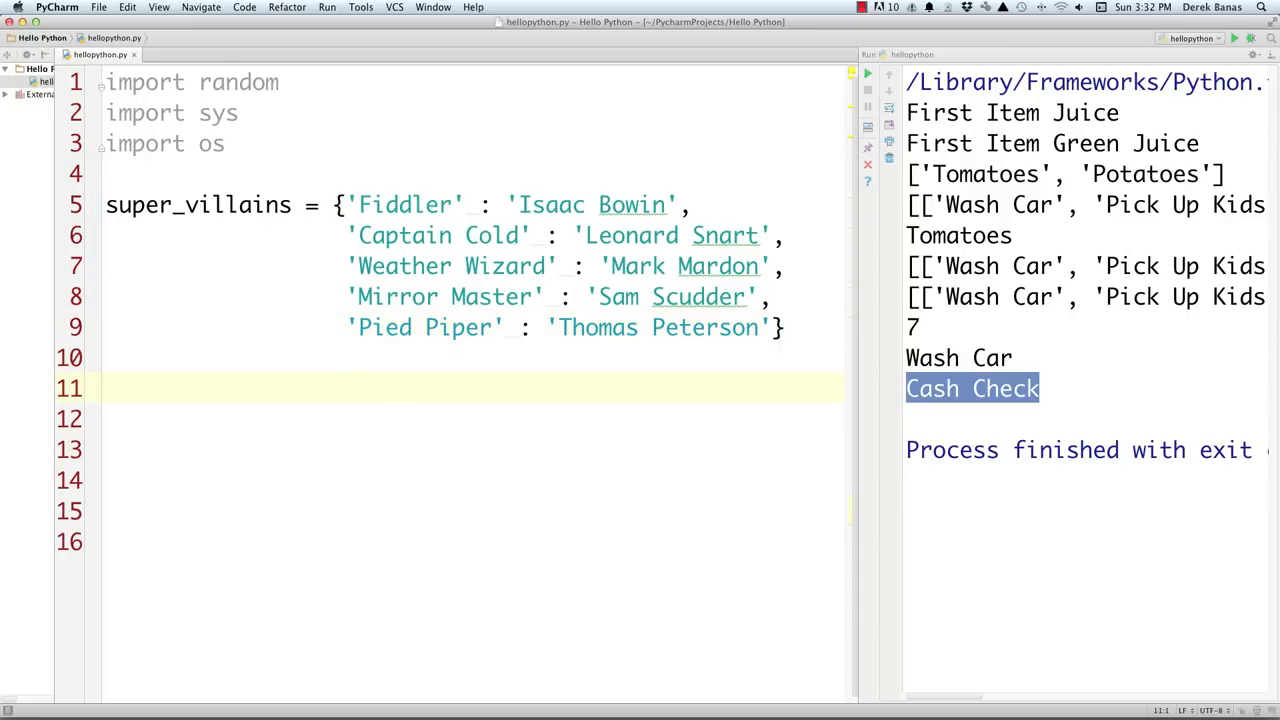 PyCharm File Edit View Navigate Code Refactor Run Tools VCS Window Help 10 Sun 3:32 PM Derek Banas
hellopython.py – Hello Python – [~/PycharmProjects/Hello Python]
Hello Python hellopython.py hellopython
hellopython.py Run hellopython
Hello P
hell
Extern
1 import random
2 import sys
3 import os
4
5 super_villains = {'Fiddler' : 'Isaac Bowin',
6 'Captain Cold' : 'Leonard Snart',
7 'Weather Wizard' : 'Mark Mardon',
8 'Mirror Master' : 'Sam Scudder',
9 'Pied Piper' : 'Thomas Peterson'}
10
11
12
13
14
15
16
/Library/Frameworks/Python.
First Item Juice
First Item Green Juice
['Tomatoes', 'Potatoes']
[['Wash Car', 'Pick Up Kids
Tomatoes
[['Wash Car', 'Pick Up Kids
[['Wash Car', 'Pick Up Kids
7
Wash Car
Cash Check
Process finished with exit
11:1 LF UTF-8